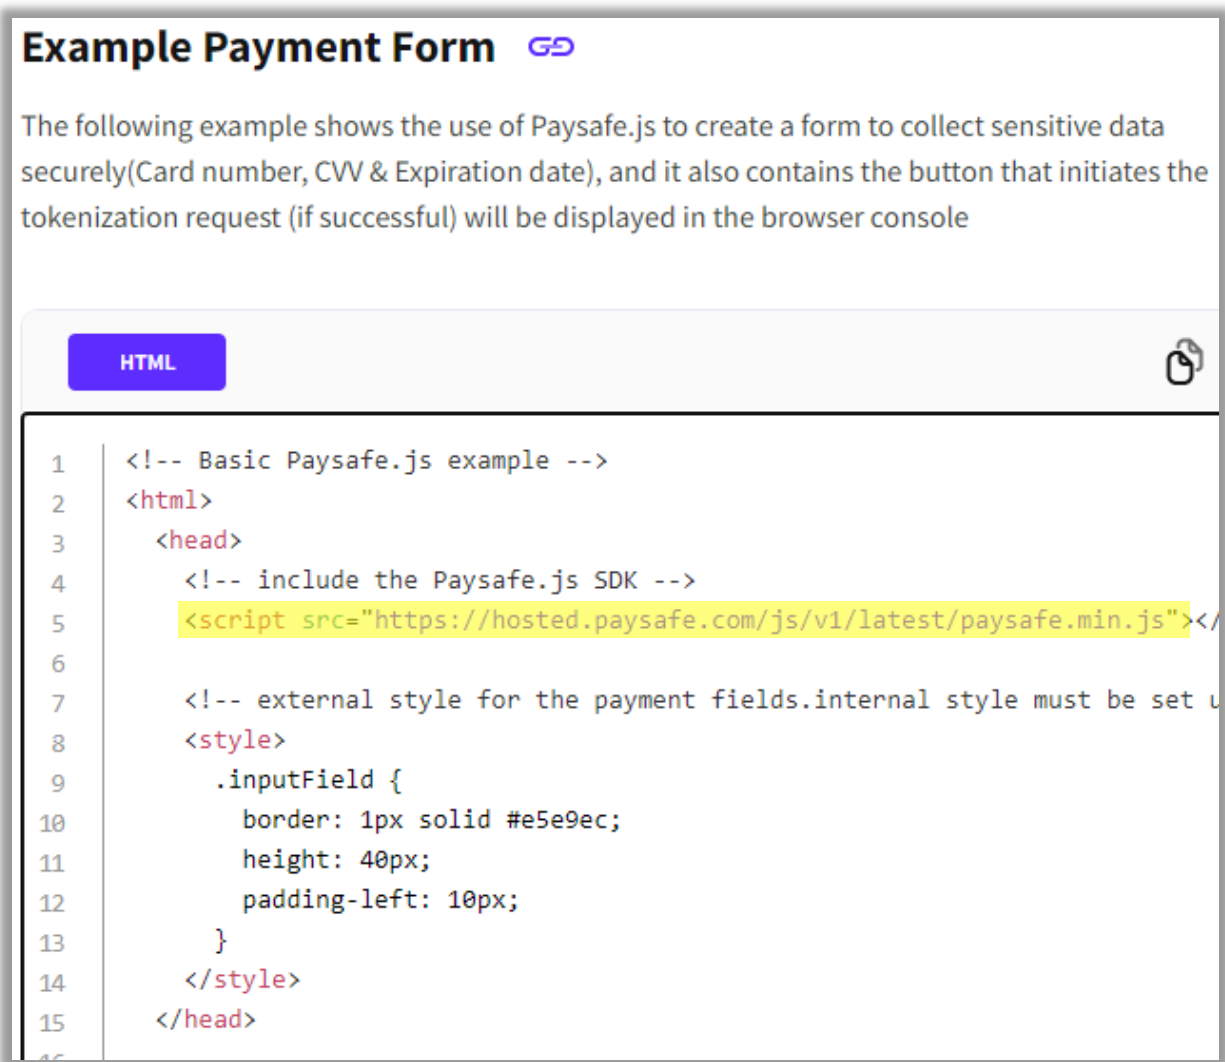 Example Payment Form
The following example shows the use of Paysafe.js to create a form to collect sensitive data
securely(Card number, CVV & Expiration date), and it also contains the button that initiates the
tokenization request (if successful) will be displayed in the browser console
HTML
1 <!-- Basic Paysafe.js example -->
2 <html>
3 <head>
4 <!-- include the Paysafe.js SDK -->
5 <script src="https://hosted.paysafe.com/js/v1/latest/paysafe.min.js"></
6
7 <!-- external style for the payment fields.internal style must be set
8 <style>
9 .inputField {
10 border: 1px solid #e5e9ec;
11 height: 40px;
12 padding-left: 10px;
13 }
14 </style>
15 </head>